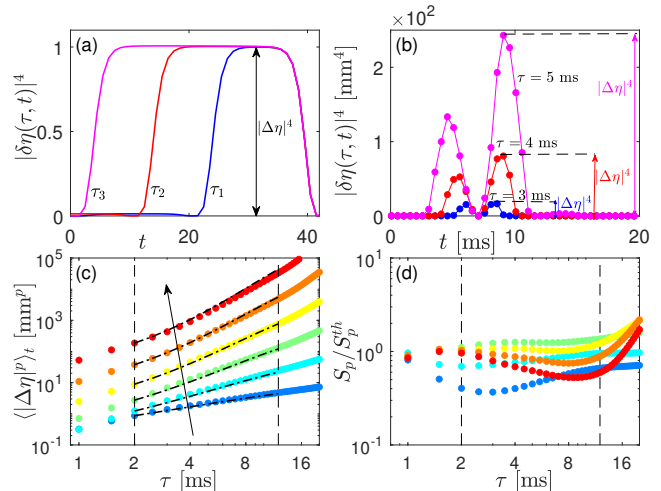 (a)
|δη(τ, t)|⁴
1
0.5
0
τ₃
τ₂
τ₁
|Δη|⁴
0
20
40
t
×10²
(b)
|δη(τ, t)|⁴ [mm⁴]
2
1
0
τ = 5 ms
τ = 4 ms
τ = 3 ms
|Δη|⁴
|Δη|⁴
|Δη|⁴
0
10
20
t [ms]
(c)
⟨|Δη|ᵖ⟩ₜ [mmᵖ]
10⁵
10³
10¹
10⁻¹
1
2
4
8
16
τ [ms]
(d)
Sₚ/Sₚᵗʰ
10¹
10⁰
10⁻¹
1
2
4
8
16
τ [ms]